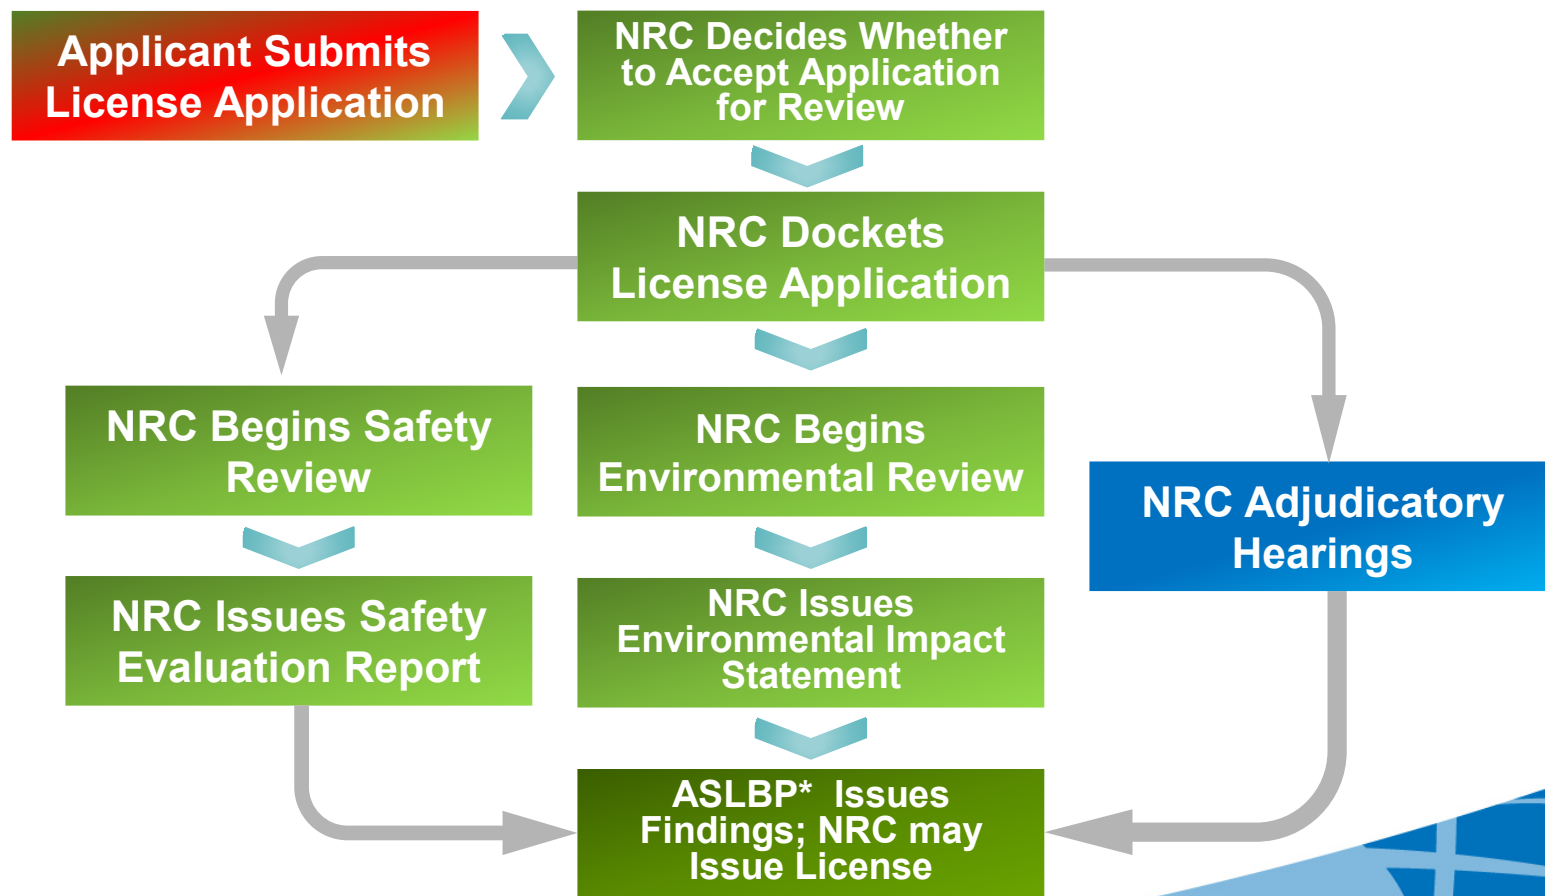 Applicant Submits
License Application
NRC Decides Whether
to Accept Application
for Review
NRC Dockets
License Application
NRC Begins Safety
Review
NRC Begins
Environmental Review
NRC Adjudicatory
Hearings
NRC Issues Safety
Evaluation Report
NRC Issues
Environmental Impact
Statement
ASLBP* Issues
Findings; NRC may
Issue License